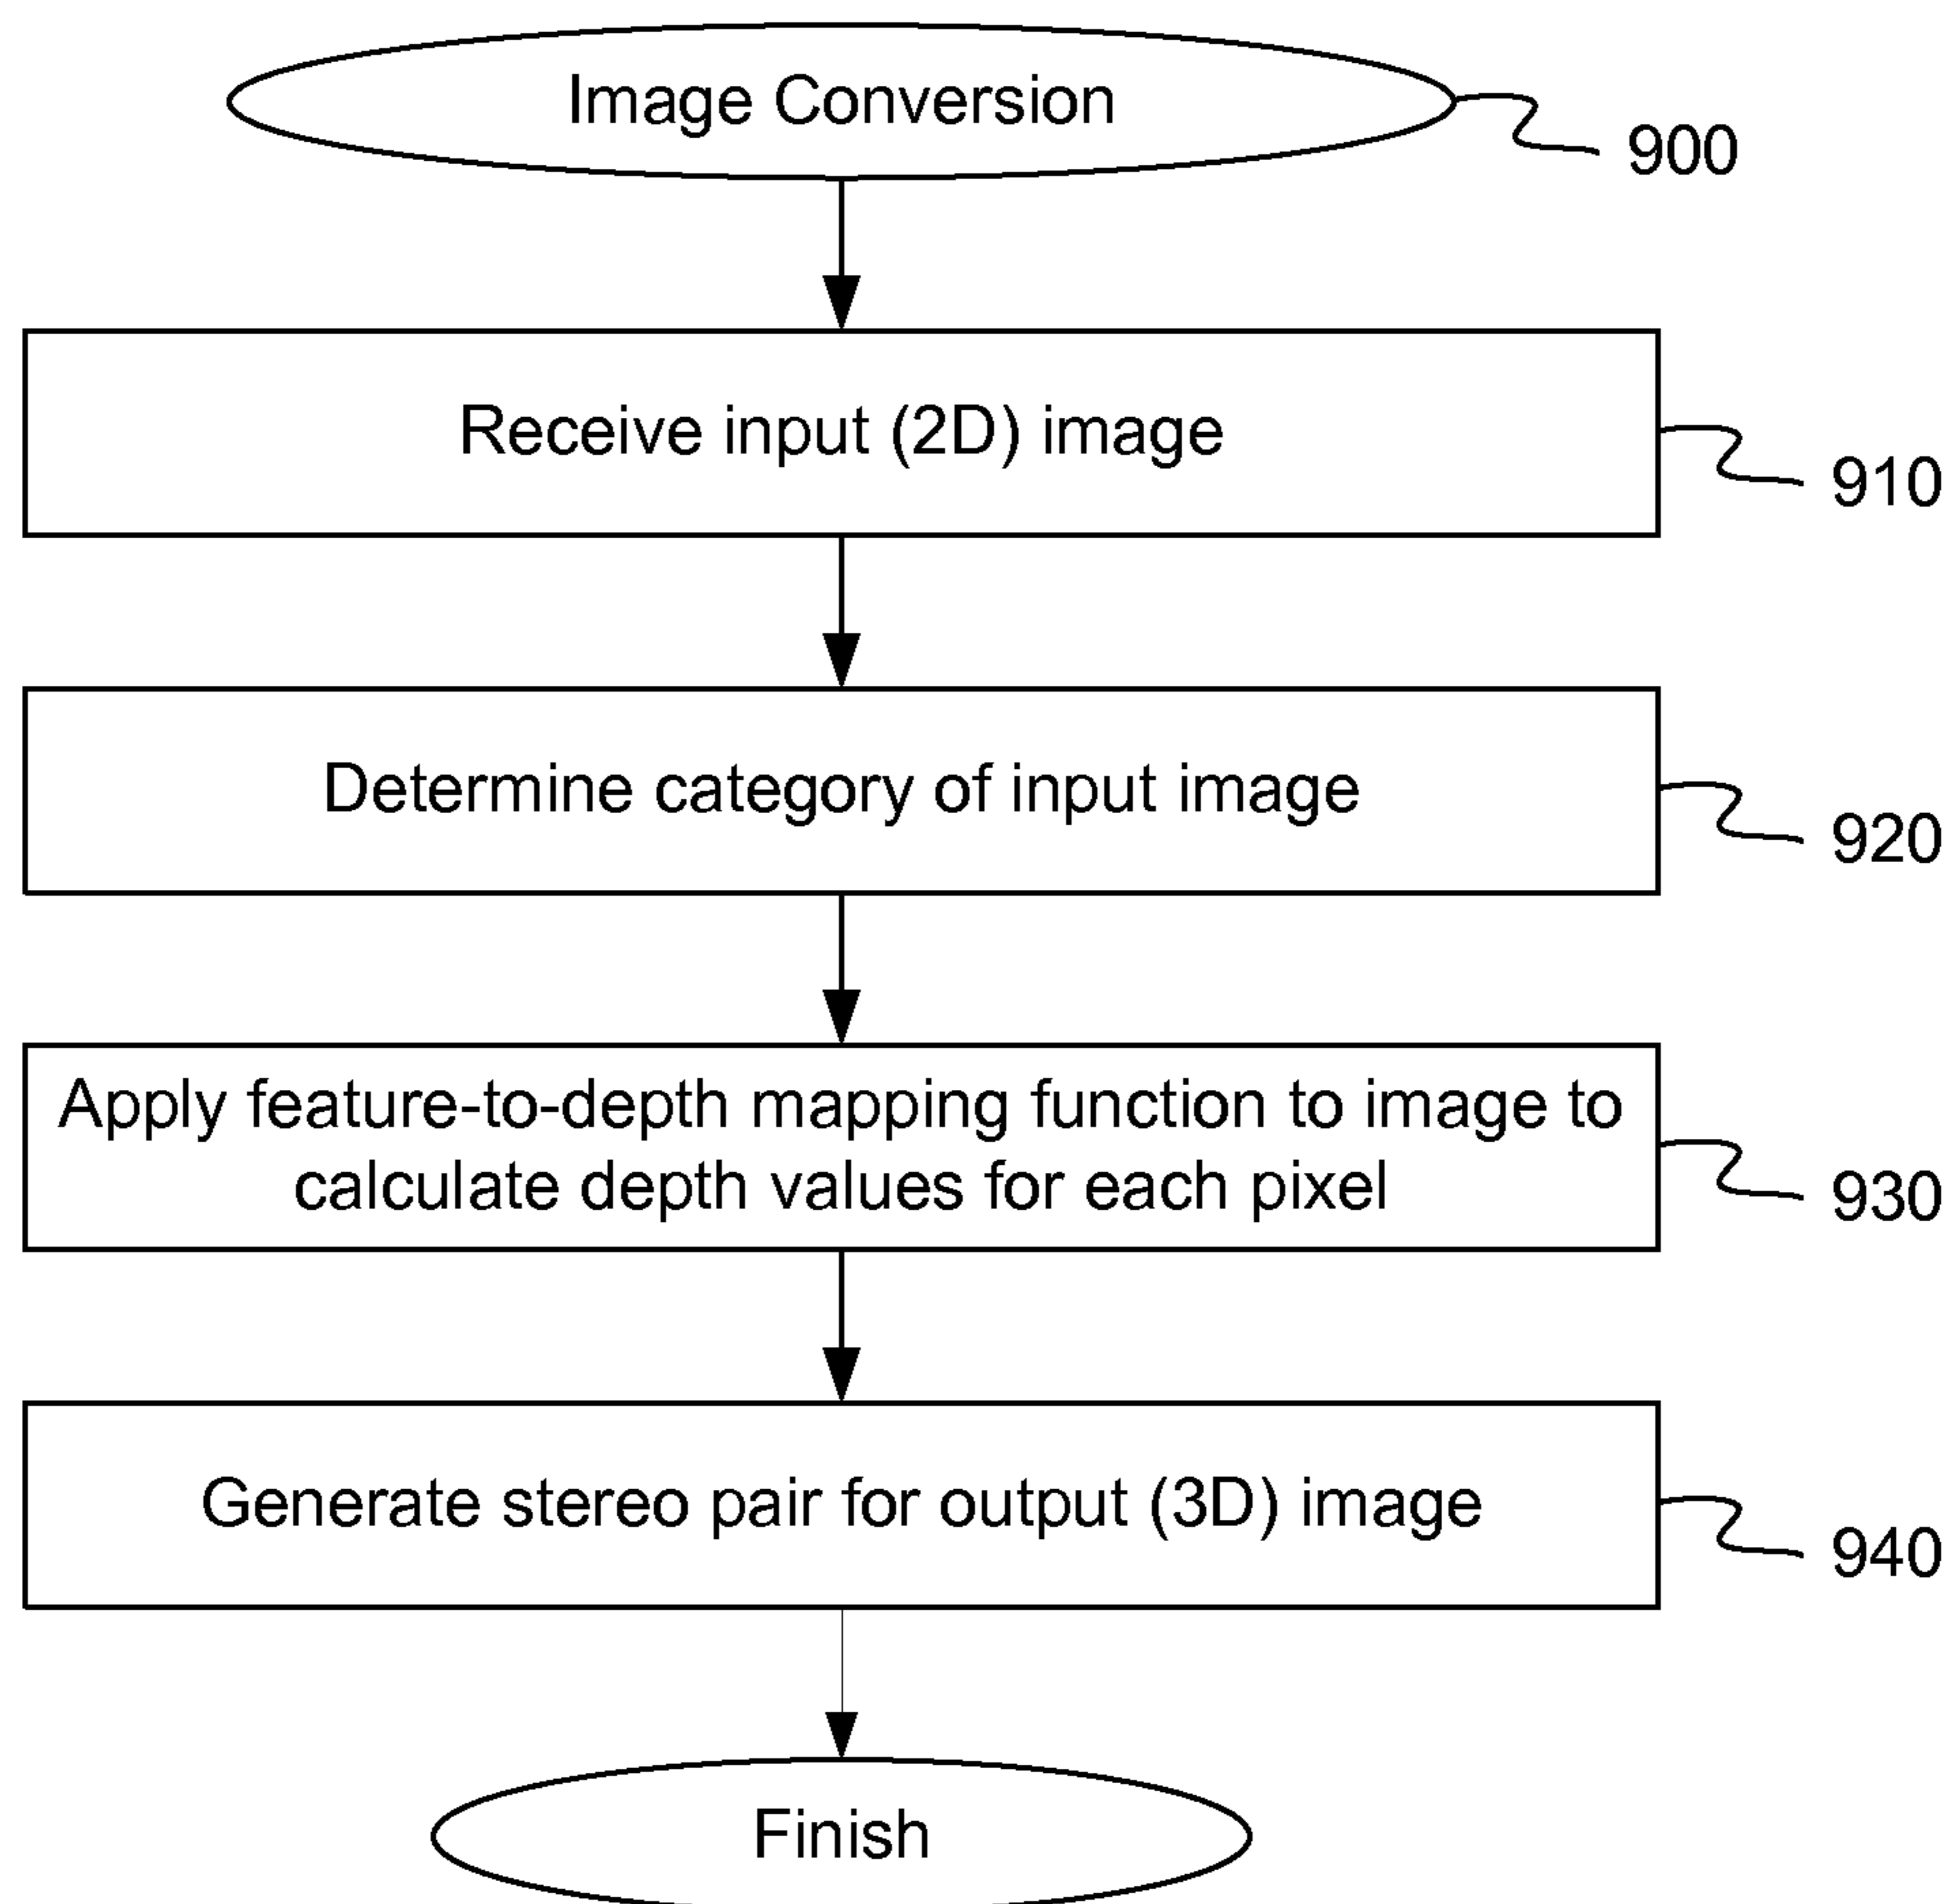 Image Conversion
900
Receive input (2D) image
910
Determine category of input image
920
Apply feature-to-depth mapping function to image to
calculate depth values for each pixel
930
Generate stereo pair for output (3D) image
940
Finish